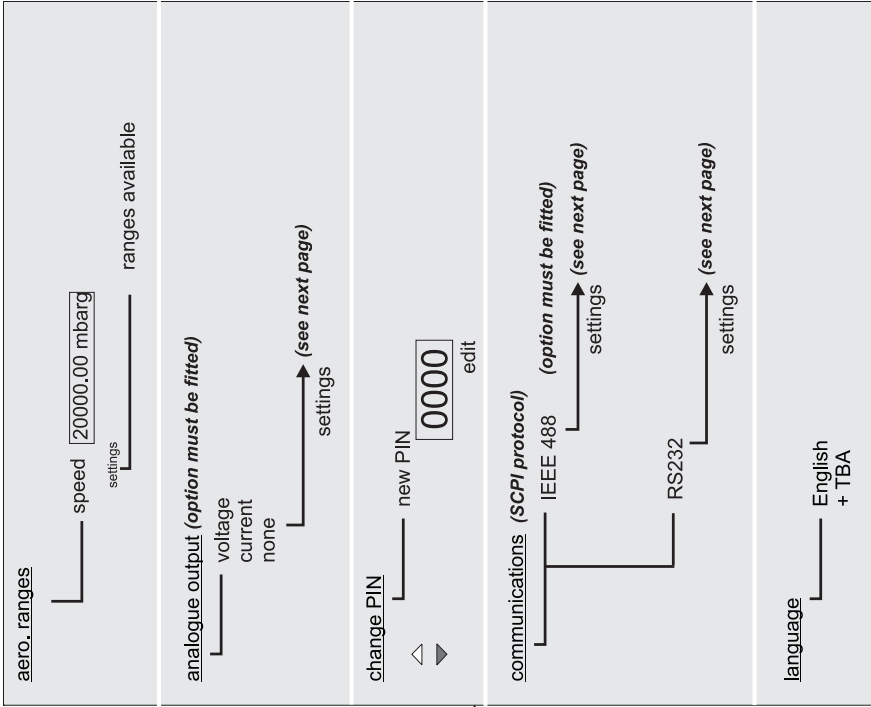 aero. ranges
speed 20000.00 mbarg
settings
ranges available
analogue output (option must be fitted)
voltage
current
none
(see next page)
settings
change PIN
new PIN
0000
edit
communications (SCPI protocol)
IEEE 488 (option must be fitted)
(see next page)
settings
RS232
(see next page)
settings
language
English
+ TBA